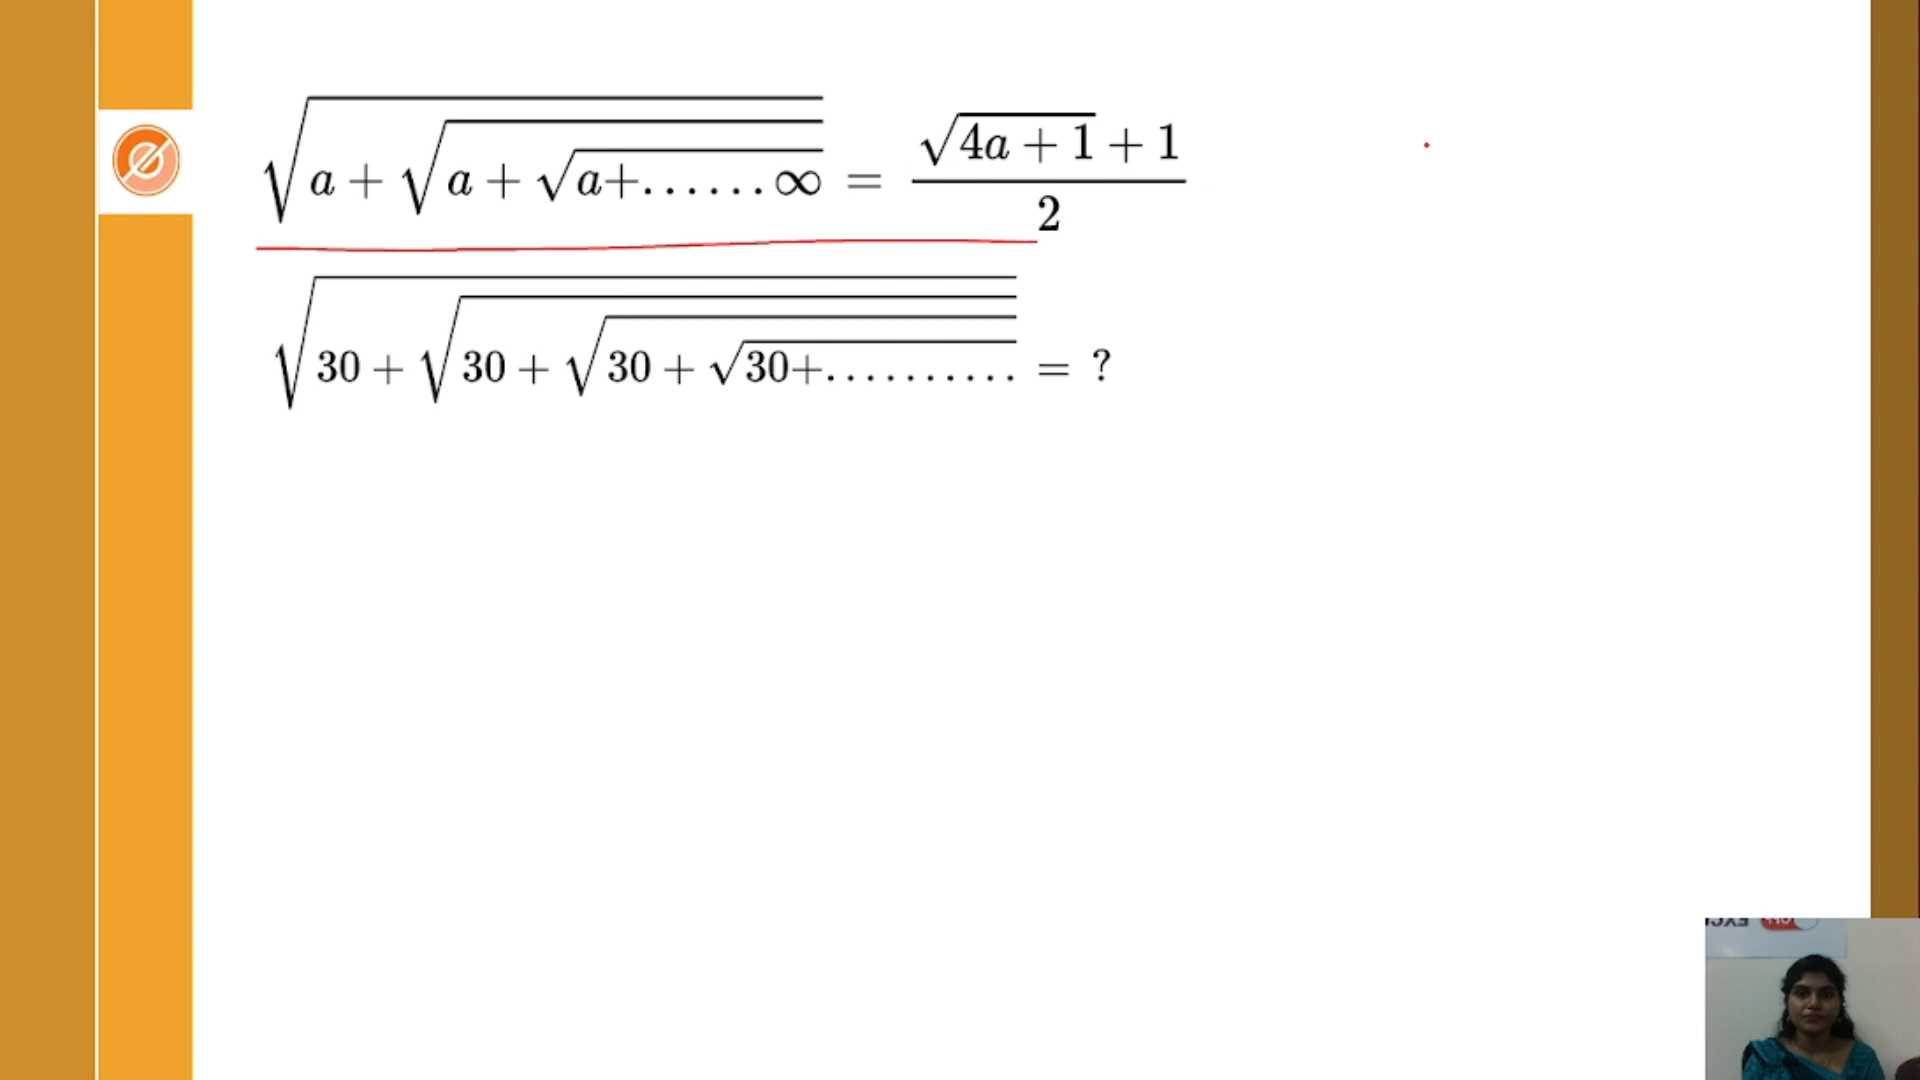 √(a + √(a + √(a+......∞))) = (√(4a + 1) + 1)/2
√(30 + √(30 + √(30 + √(30+..........)))) = ?